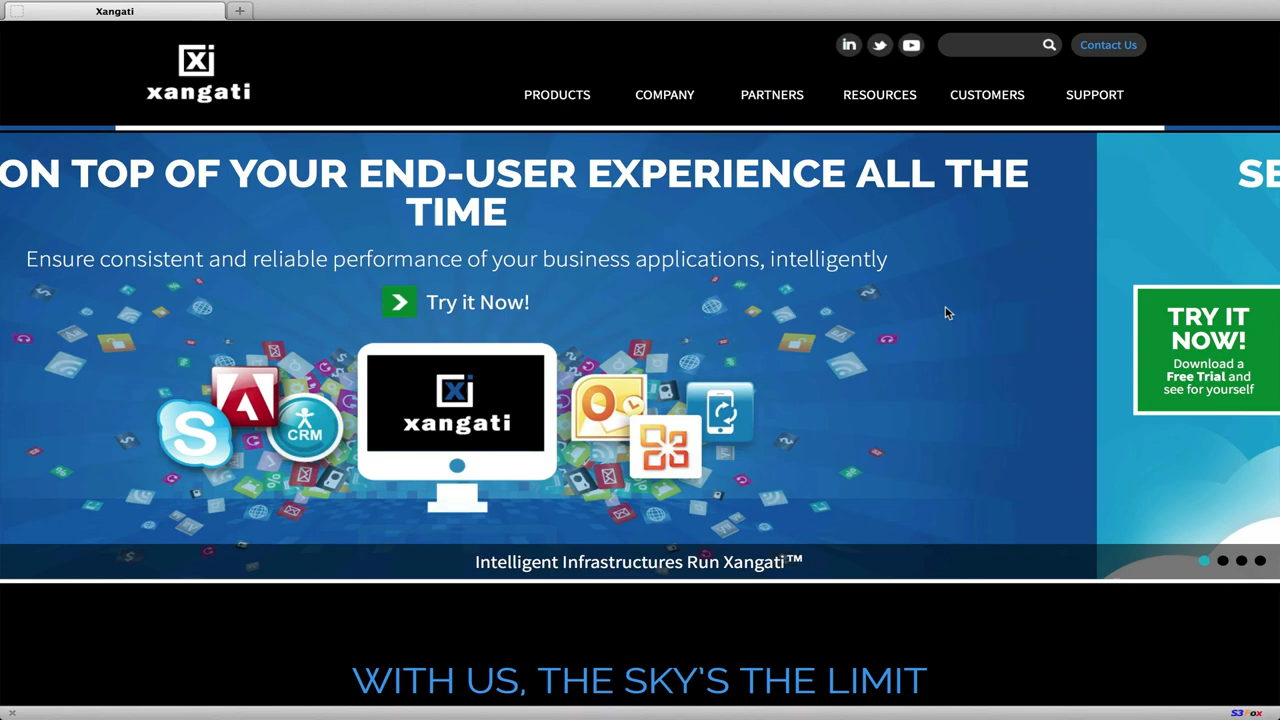 Xangati
xangati
Contact Us
PRODUCTS COMPANY PARTNERS RESOURCES CUSTOMERS SUPPORT
ON TOP OF YOUR END-USER EXPERIENCE ALL THE
TIME
SE
Ensure consistent and reliable performance of your business applications, intelligently
Try it Now!
TRY IT
NOW!
Download a
Free Trial and
see for yourself
CRM
xangati
Intelligent Infrastructures Run Xangati™
WITH US, THE SKY'S THE LIMIT
S3Fox